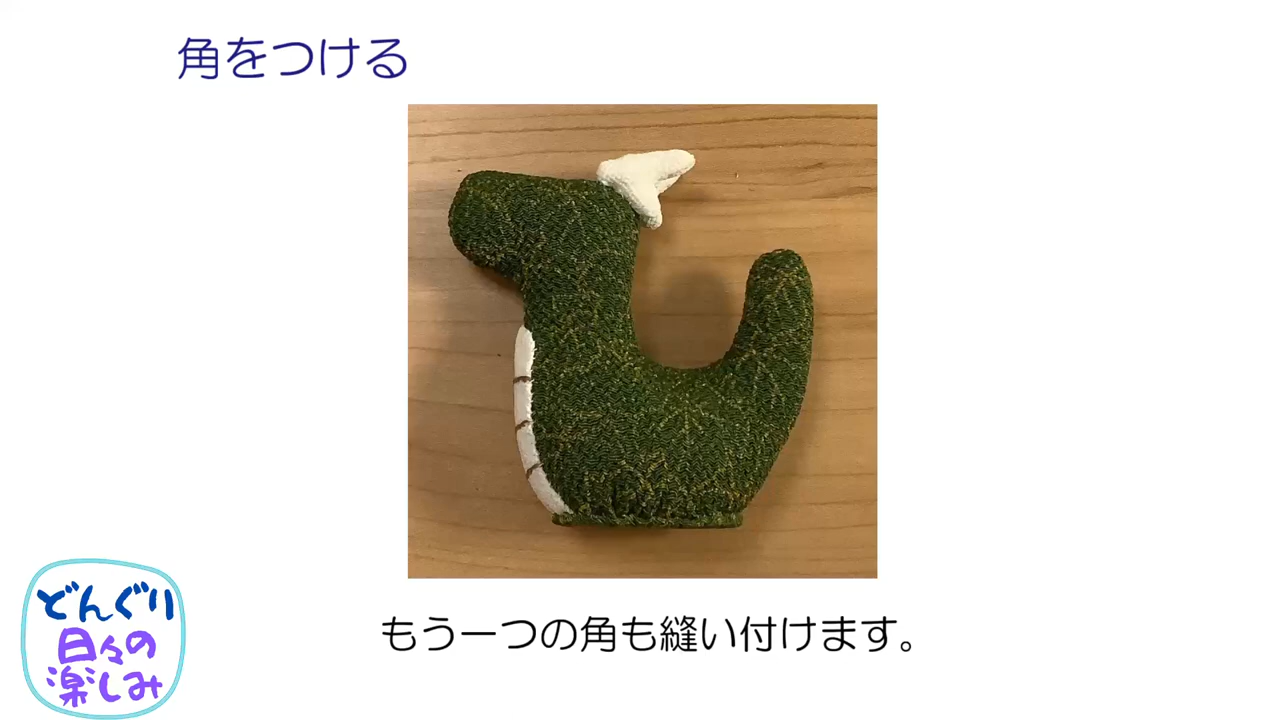 角をつける
もう一つの角も縫い付けます。
どんぐり
日々の
楽しみ